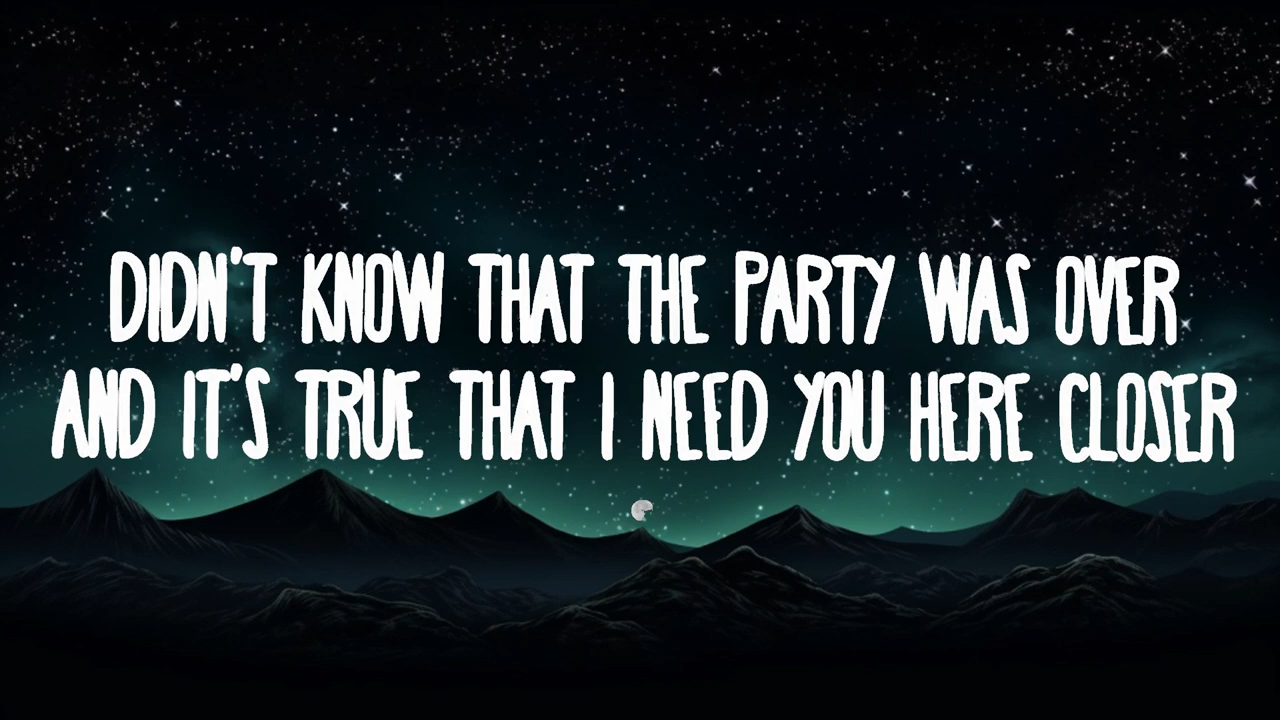 DIDN'T KNOW THAT THE PARTY WAS OVER
AND IT'S TRUE THAT I NEED YOU HERE CLOSER